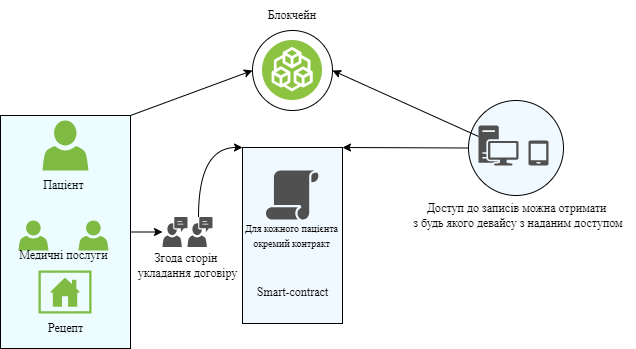 Блокчейн
Пацієнт
Медичні послуги
Рецепт
Згода сторін
укладання договіру
Для кожного пацієнта
окремий контракт
Smart-contract
Доступ до записів можна отримати
з будь якого девайсу з наданим доступом